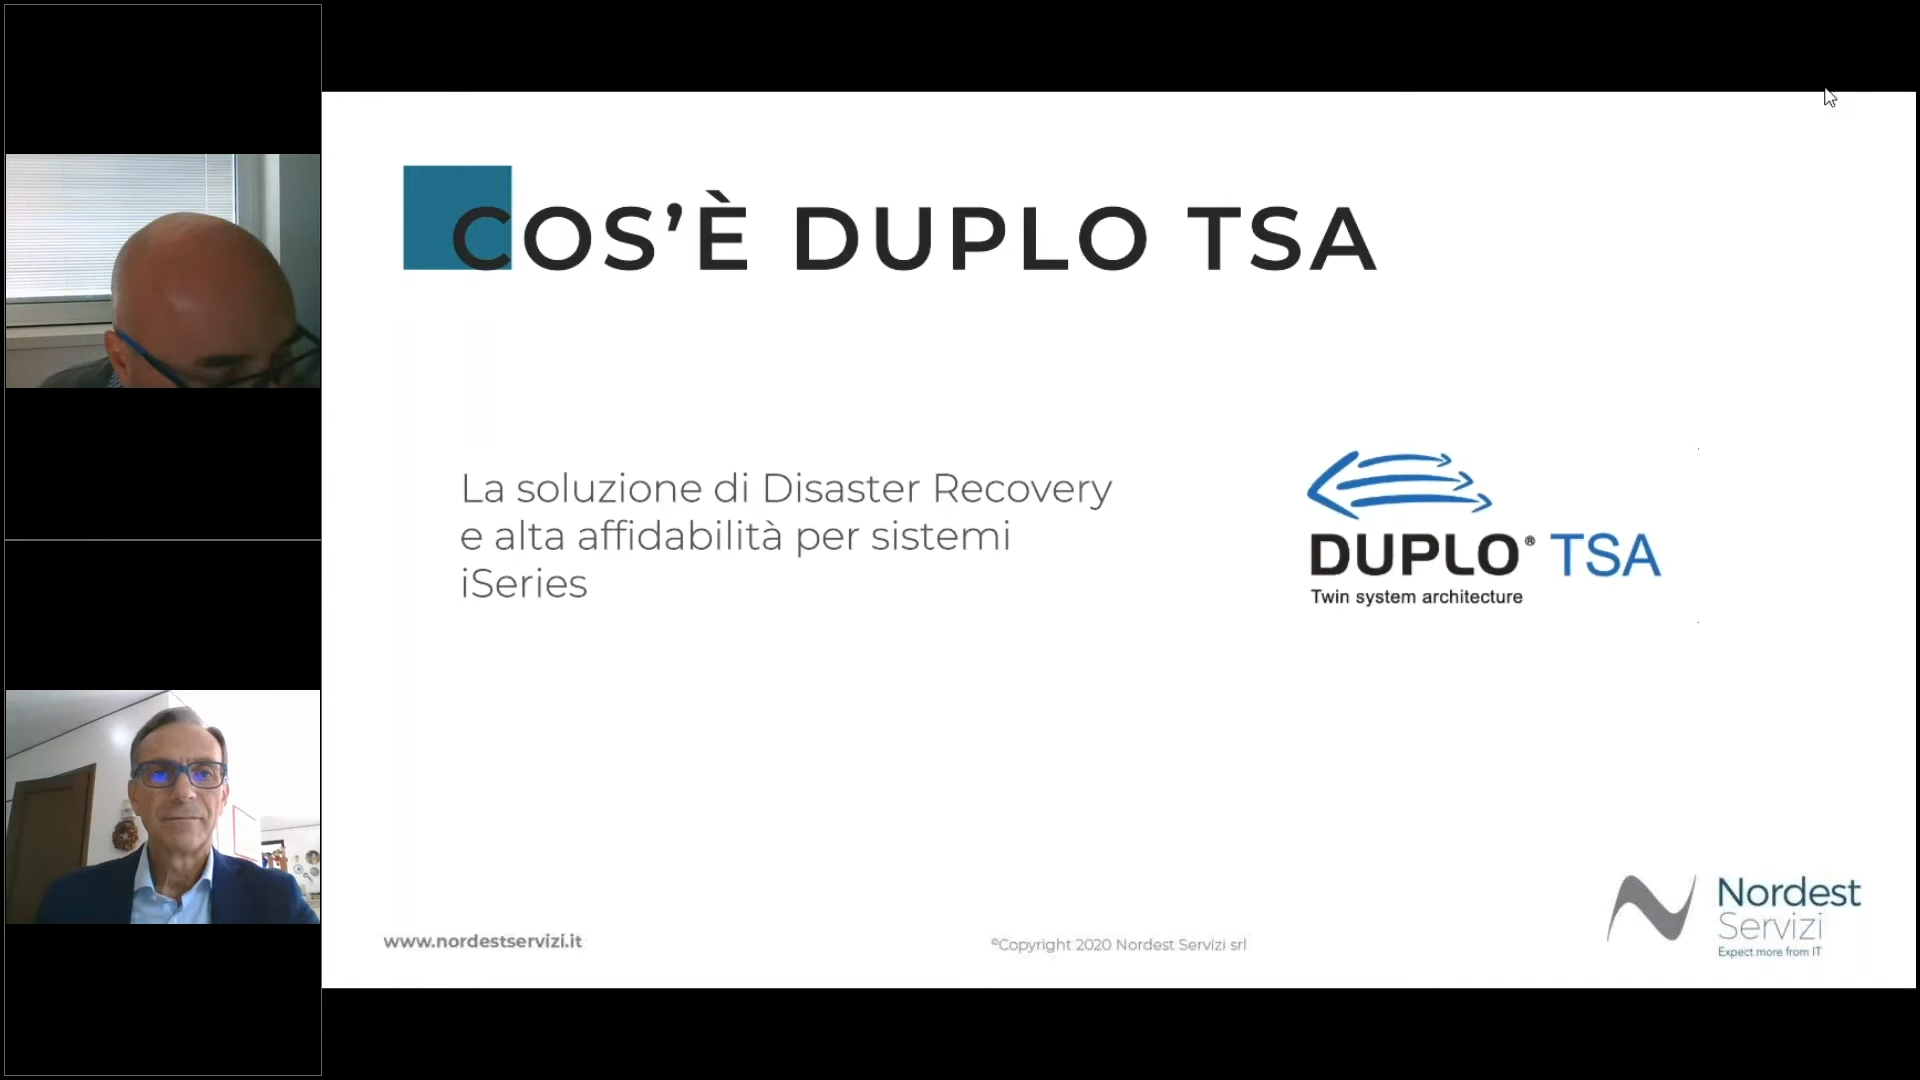 COS’È DUPLO TSA
La soluzione di Disaster Recovery
e alta affidabilità per sistemi
iSeries
DUPLO® TSA
Twin system architecture
Nordest
Servizi
Expect more from IT
www.nordestservizi.it
©Copyright 2020 Nordest Servizi srl